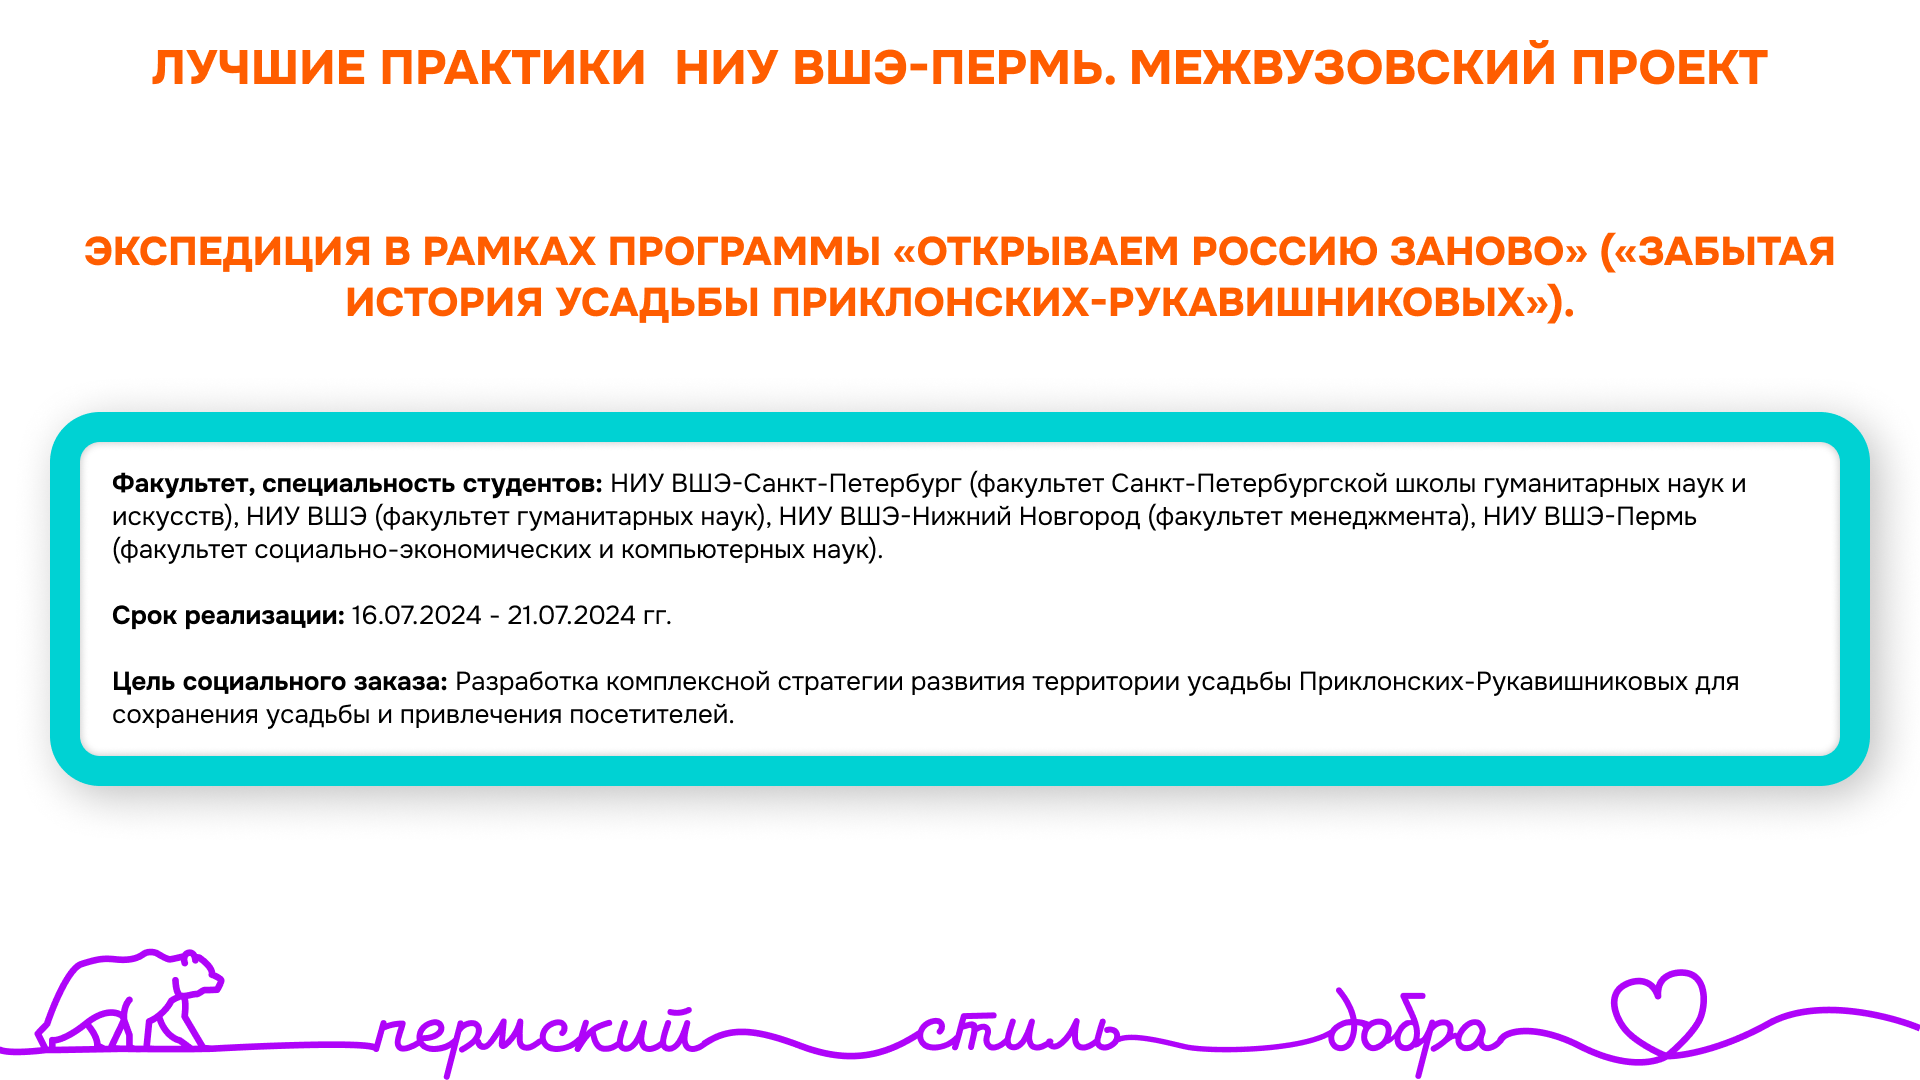 ЛУЧШИЕ ПРАКТИКИ  НИУ ВШЭ-ПЕРМЬ. МЕЖВУЗОВСКИЙ ПРОЕКТ
ЭКСПЕДИЦИЯ В РАМКАХ ПРОГРАММЫ «ОТКРЫВАЕМ РОССИЮ ЗАНОВО» («ЗАБЫТАЯ
ИСТОРИЯ УСАДЬБЫ ПРИКЛОНСКИХ-РУКАВИШНИКОВЫХ»).
Факультет, специальность студентов: НИУ ВШЭ-Санкт-Петербург (факультет Санкт-Петербургской школы гуманитарных наук и
искусств), НИУ ВШЭ (факультет гуманитарных наук), НИУ ВШЭ-Нижний Новгород (факультет менеджмента), НИУ ВШЭ-Пермь
(факультет социально-экономических и компьютерных наук).
Срок реализации: 16.07.2024 - 21.07.2024 гг.
Цель социального заказа: Разработка комплексной стратегии развития территории усадьбы Приклонских-Рукавишниковых для
сохранения усадьбы и привлечения посетителей.
пермский стиль добра